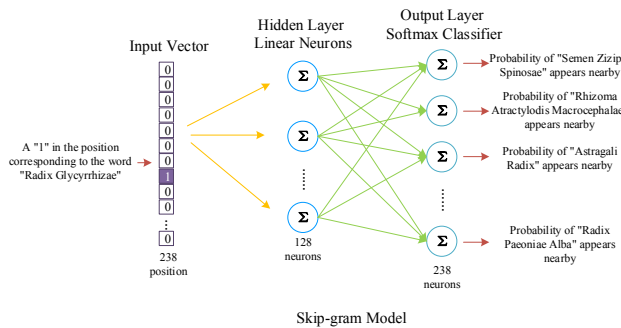 Input Vector
0
0
0
0
0
0
0
1
0
0
0
0
238
position
A "1" in the position
corresponding to the word
"Radix Glycyrrhizae"
Hidden Layer
Linear Neurons
Σ
Σ
Σ
128
neurons
Output Layer
Softmax Classifier
Σ
Σ
Σ
Σ
238
neurons
Probability of "Semen Zizip
Spinosae" appears nearby
Probability of "Rhizoma
Atractylodis Macrocephalae
appears nearby
Probability of "Astragali
Radix" appears nearby
Probability of "Radix
Paeoniae Alba" appears
nearby
Skip-gram Model